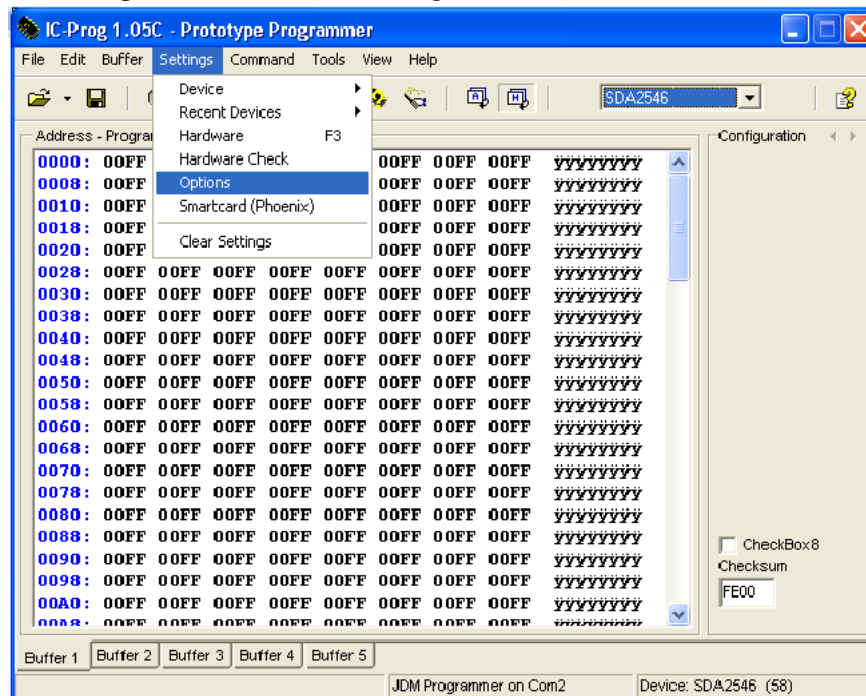 IC-Prog 1.05C - Prototype Programmer
File Edit Buffer Settings Command Tools View Help
SDA2546
Device
Recent Devices
Hardware F3
Hardware Check
Options
Smartcard (Phoenix)
Clear Settings
Address - Progra
Configuration
0000: 00FF 00FF 00FF 00FF ÿÿÿÿÿÿÿÿ
0008: 00FF 00FF 00FF 00FF ÿÿÿÿÿÿÿÿ
0010: 00FF 00FF 00FF 00FF ÿÿÿÿÿÿÿÿ
0018: 00FF 00FF 00FF 00FF ÿÿÿÿÿÿÿÿ
0020: 00FF 00FF 00FF 00FF ÿÿÿÿÿÿÿÿ
0028: 00FF 00FF 00FF 00FF 00FF 00FF 00FF 00FF ÿÿÿÿÿÿÿÿ
0030: 00FF 00FF 00FF 00FF 00FF 00FF 00FF 00FF ÿÿÿÿÿÿÿÿ
0038: 00FF 00FF 00FF 00FF 00FF 00FF 00FF 00FF ÿÿÿÿÿÿÿÿ
0040: 00FF 00FF 00FF 00FF 00FF 00FF 00FF 00FF ÿÿÿÿÿÿÿÿ
0048: 00FF 00FF 00FF 00FF 00FF 00FF 00FF 00FF ÿÿÿÿÿÿÿÿ
0050: 00FF 00FF 00FF 00FF 00FF 00FF 00FF 00FF ÿÿÿÿÿÿÿÿ
0058: 00FF 00FF 00FF 00FF 00FF 00FF 00FF 00FF ÿÿÿÿÿÿÿÿ
0060: 00FF 00FF 00FF 00FF 00FF 00FF 00FF 00FF ÿÿÿÿÿÿÿÿ
0068: 00FF 00FF 00FF 00FF 00FF 00FF 00FF 00FF ÿÿÿÿÿÿÿÿ
0070: 00FF 00FF 00FF 00FF 00FF 00FF 00FF 00FF ÿÿÿÿÿÿÿÿ
0078: 00FF 00FF 00FF 00FF 00FF 00FF 00FF 00FF ÿÿÿÿÿÿÿÿ
0080: 00FF 00FF 00FF 00FF 00FF 00FF 00FF 00FF ÿÿÿÿÿÿÿÿ
0088: 00FF 00FF 00FF 00FF 00FF 00FF 00FF 00FF ÿÿÿÿÿÿÿÿ
0090: 00FF 00FF 00FF 00FF 00FF 00FF 00FF 00FF ÿÿÿÿÿÿÿÿ
0098: 00FF 00FF 00FF 00FF 00FF 00FF 00FF 00FF ÿÿÿÿÿÿÿÿ
00A0: 00FF 00FF 00FF 00FF 00FF 00FF 00FF 00FF ÿÿÿÿÿÿÿÿ
00A8: 00FF 00FF 00FF 00FF 00FF 00FF 00FF 00FF ÿÿÿÿÿÿÿÿ
CheckBox8
Checksum
FE00
Buffer 1 Buffer 2 Buffer 3 Buffer 4 Buffer 5
JDM Programmer on Com2 Device: SDA2546 (58)